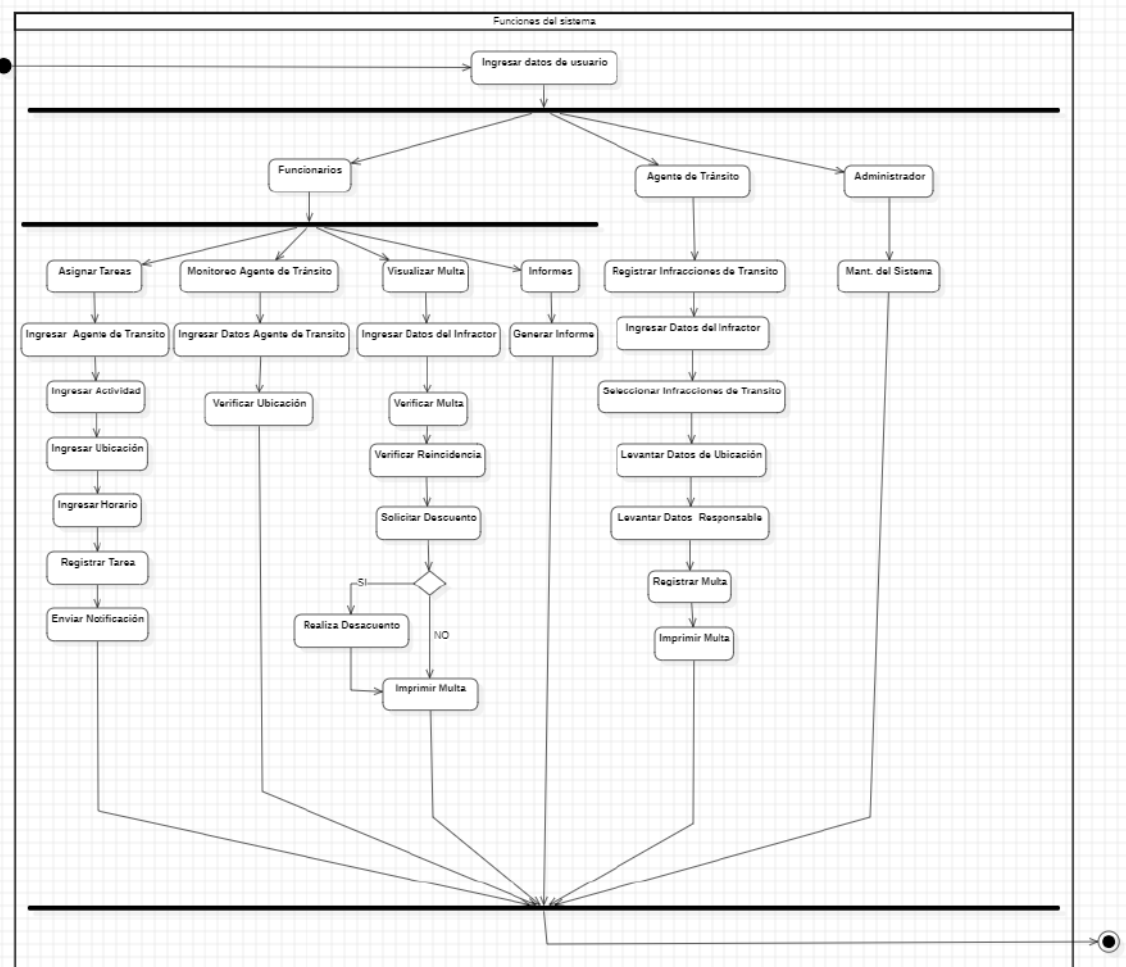 Funciones del sistema
Ingresar datos de usuario
Funcionarios
Agente de Tránsito
Administrador
Asignar Tareas
Monitoreo Agente de Tránsito
Visualizar Multa
Informes
Registrar Infracciones de Transito
Mant. del Sistema
Ingresar Agente de Transito
Ingresar Datos Agente de Transito
Ingresar Datos del Infractor
Generar Informe
Ingresar Datos del Infractor
Ingresar Actividad
Verificar Ubicación
Verificar Multa
Seleccionar Infracciones de Transito
Ingresar Ubicación
Verificar Reincidencia
Levantar Datos de Ubicación
Ingresar Horario
Solicitar Descuento
Levantar Datos Responsable
Registrar Tarea
SI
Registrar Multa
Enviar Notificación
Realiza Desacuento
NO
Imprimir Multa
Imprimir Multa